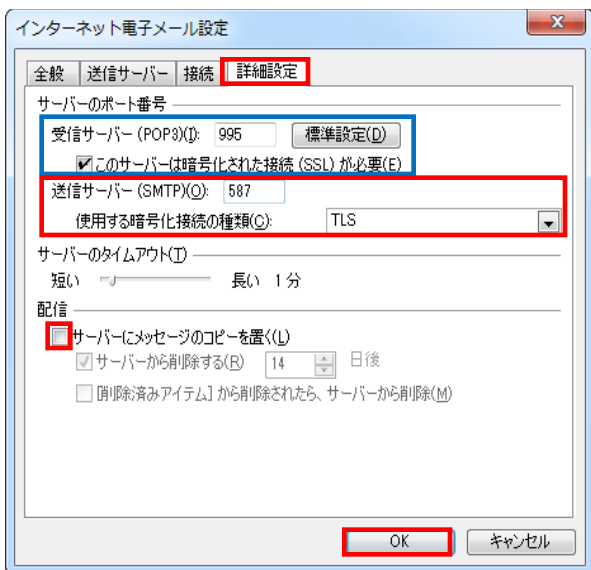 インターネット電子メール設定
全般 送信サーバー 接続 詳細設定
サーバーのポート番号
受信サーバー (POP3)(I): 995 標準設定(D)
このサーバーは暗号化された接続 (SSL) が必要(E)
送信サーバー (SMTP)(O): 587
使用する暗号化接続の種類(C): TLS
サーバーのタイムアウト(T)
短い 長い 1 分
配信
サーバーにメッセージのコピーを置く(L)
サーバーから削除する(R) 14 日後
[削除済みアイテム] から削除されたら、サーバーから削除(M)
OK キャンセル